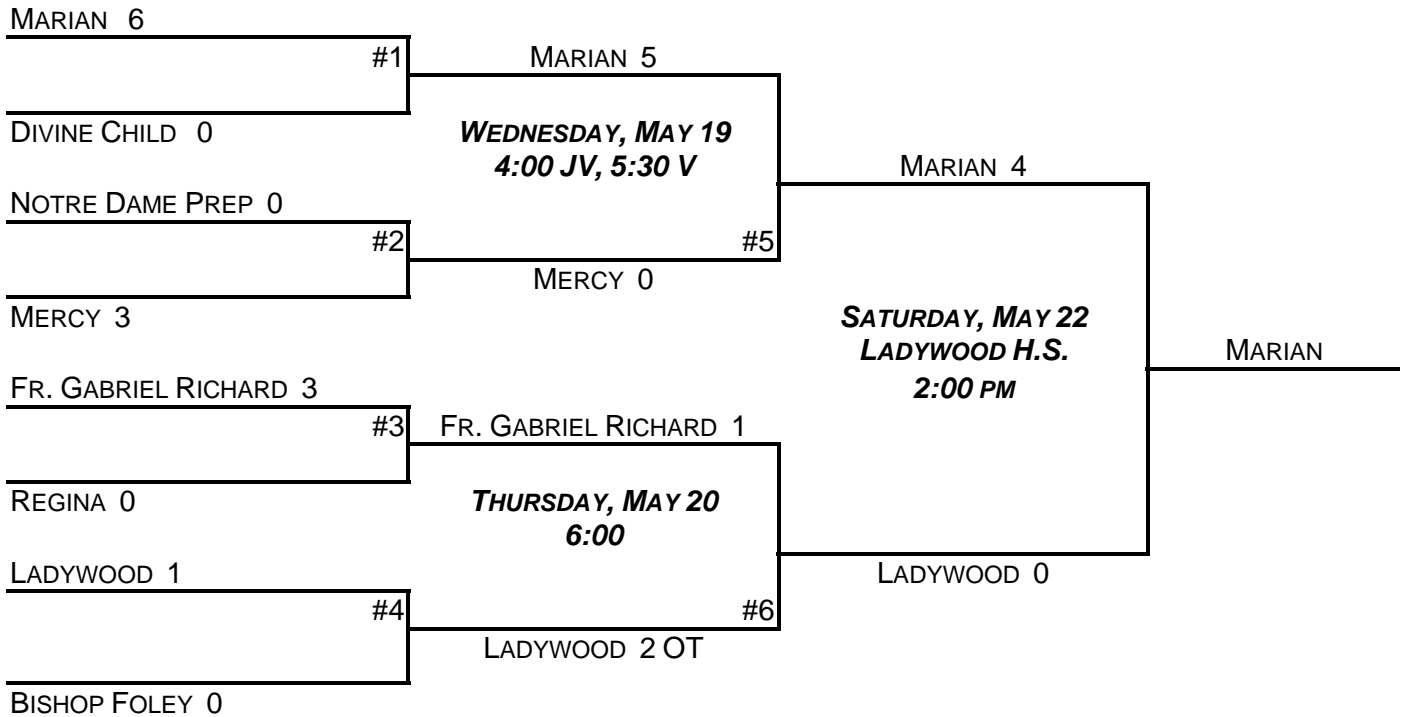 MARIAN 6
#1
MARIAN 5
DIVINE CHILD 0
WEDNESDAY, MAY 19
4:00 JV, 5:30 V
MARIAN 4
NOTRE DAME PREP 0
#2
#5
MERCY 0
MERCY 3
SATURDAY, MAY 22
LADYWOOD H.S.
2:00 PM
MARIAN
FR. GABRIEL RICHARD 3
#3
FR. GABRIEL RICHARD 1
REGINA 0
THURSDAY, MAY 20
6:00
LADYWOOD 1
LADYWOOD 0
#4
#6
LADYWOOD 2 OT
BISHOP FOLEY 0